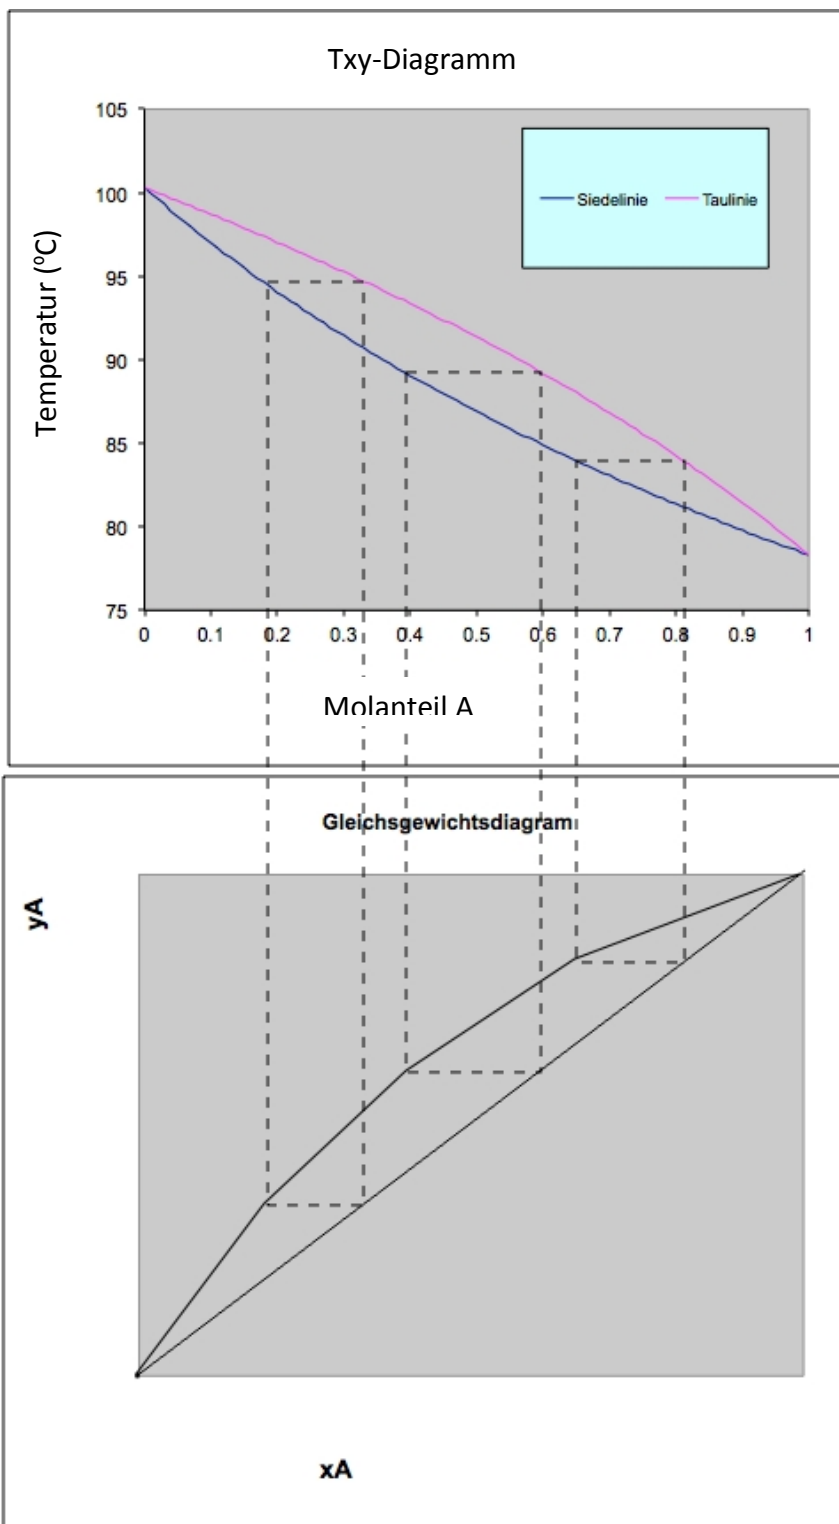 Txy-Diagramm
105
100
95
90
85
80
75
Temperatur (ºC)
Siedelinie
Taulinie
0 0.1 0.2 0.3 0.4 0.5 0.6 0.7 0.8 0.9 1
Molanteil A
Gleichsgewichtsdiagram
yA
xA